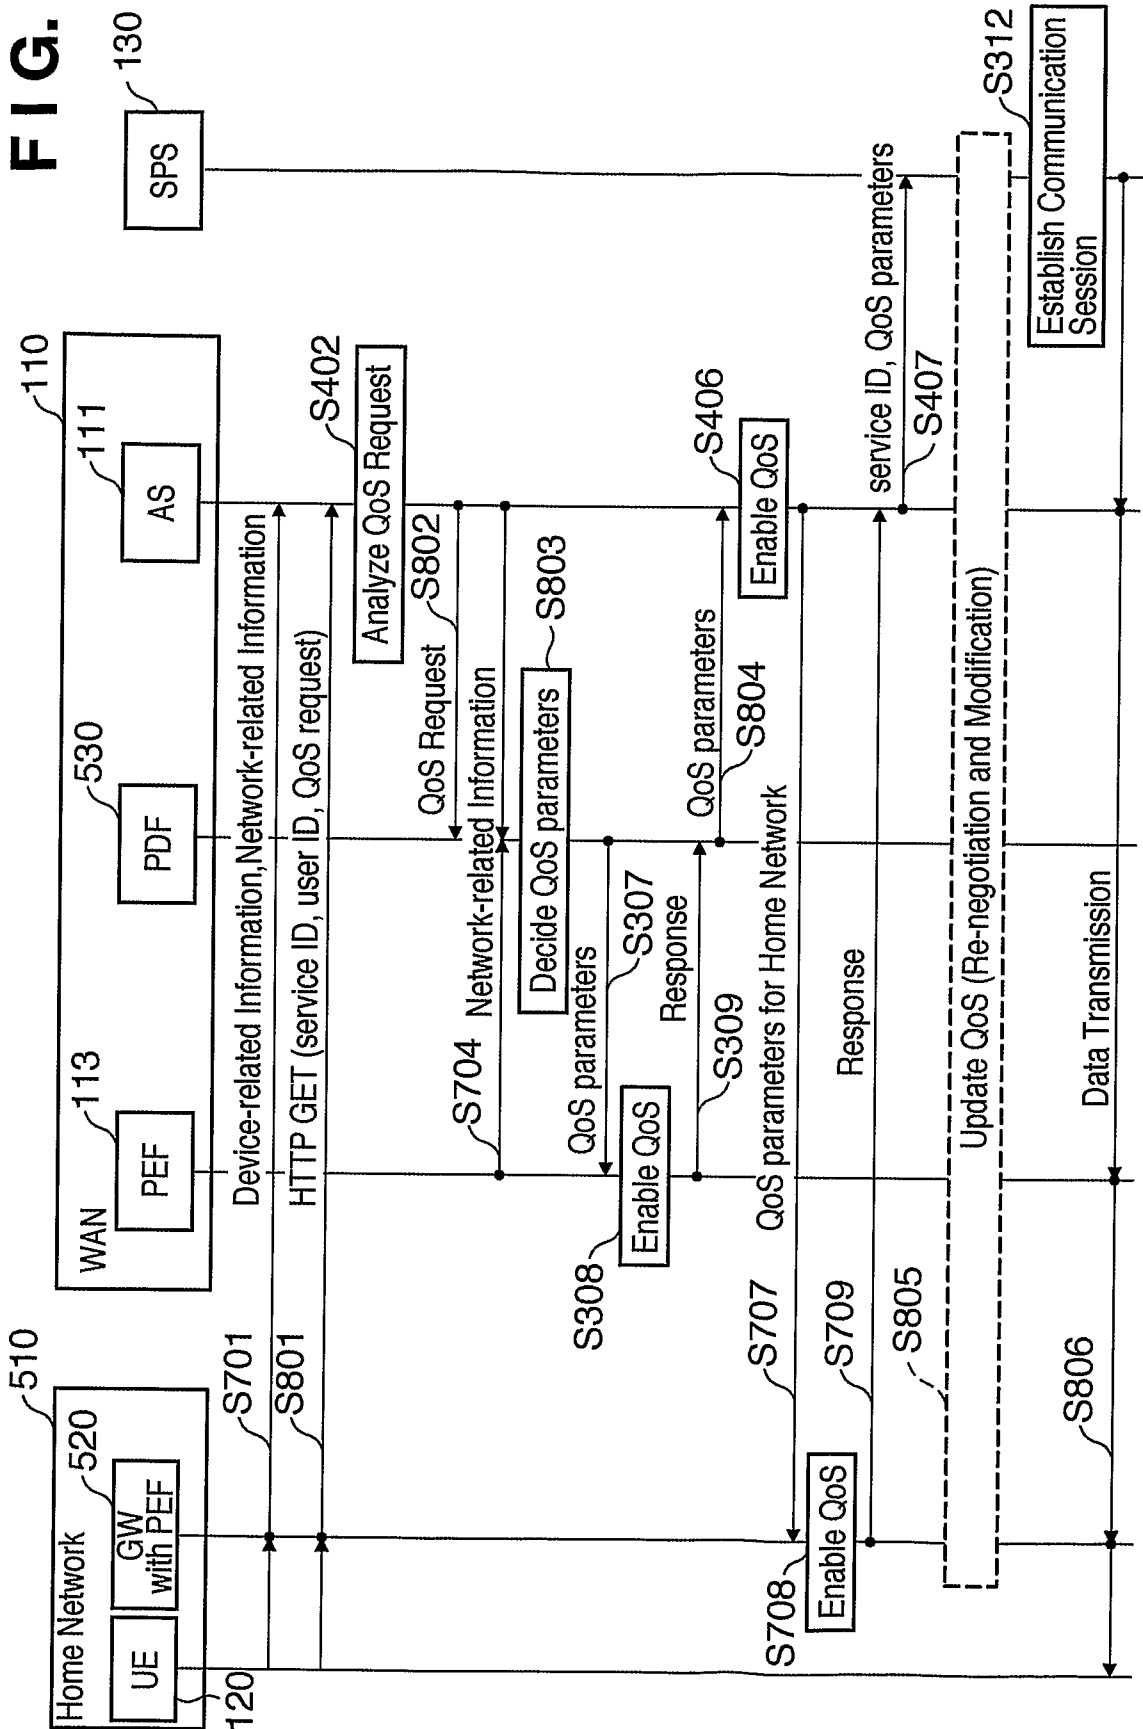 FIG.
Home Network
510
UE
120
GW
with PEF
520
WAN
110
PEF
113
PDF
530
AS
111
SPS
130
S701
Device-related Information,Network-related Information
S801
HTTP GET (service ID, user ID, QoS request)
S402
Analyze QoS Request
QoS Request
S802
S704
Network-related Information
Decide QoS parameters
S803
QoS parameters
S307
S308
Enable QoS
Response
S309
QoS parameters
S804
S406
Enable QoS
S707
QoS parameters for Home Network
S708
Enable QoS
S709
Response
service ID, QoS parameters
S407
S805
Update QoS (Re-negotiation and Modification)
S312
Establish Communication
Session
S806
Data Transmission